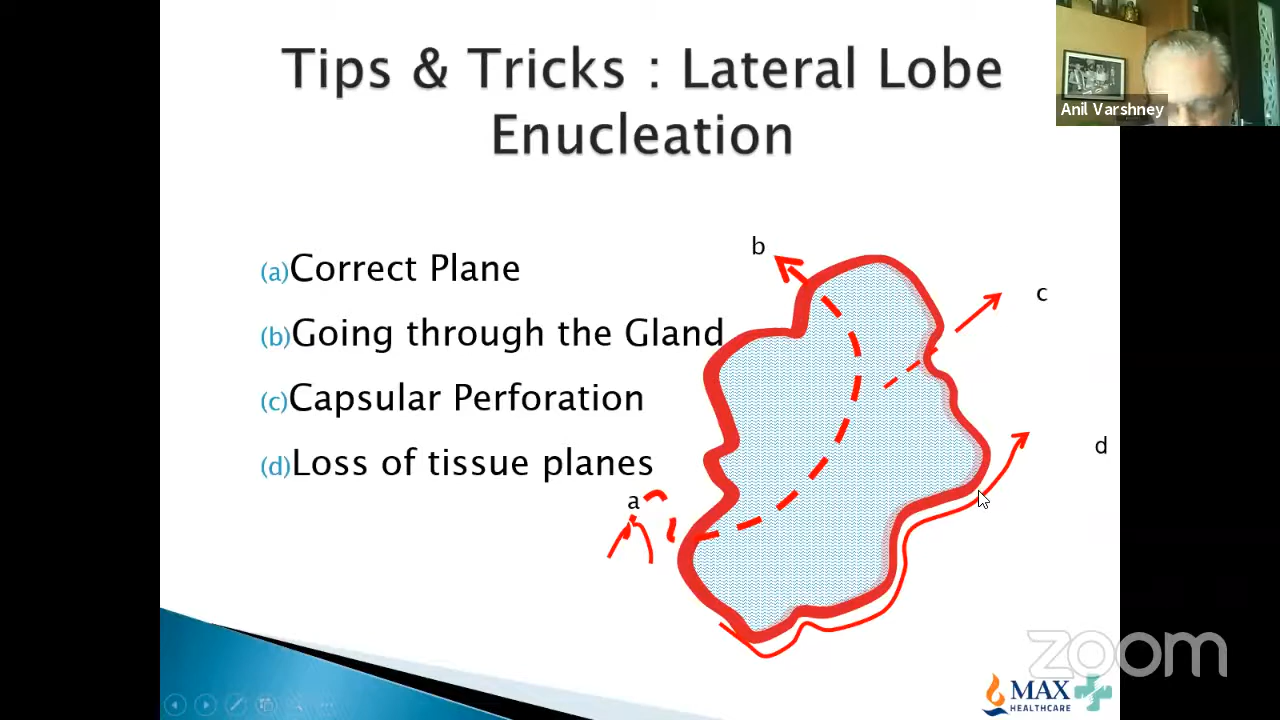 Tips & Tricks : Lateral Lobe
Enucleation
Anil Varshney
(a)Correct Plane
(b)Going through the Gland
(c)Capsular Perforation
(d)Loss of tissue planes
b
c
d
a
zoom
MAX
HEALTHCARE